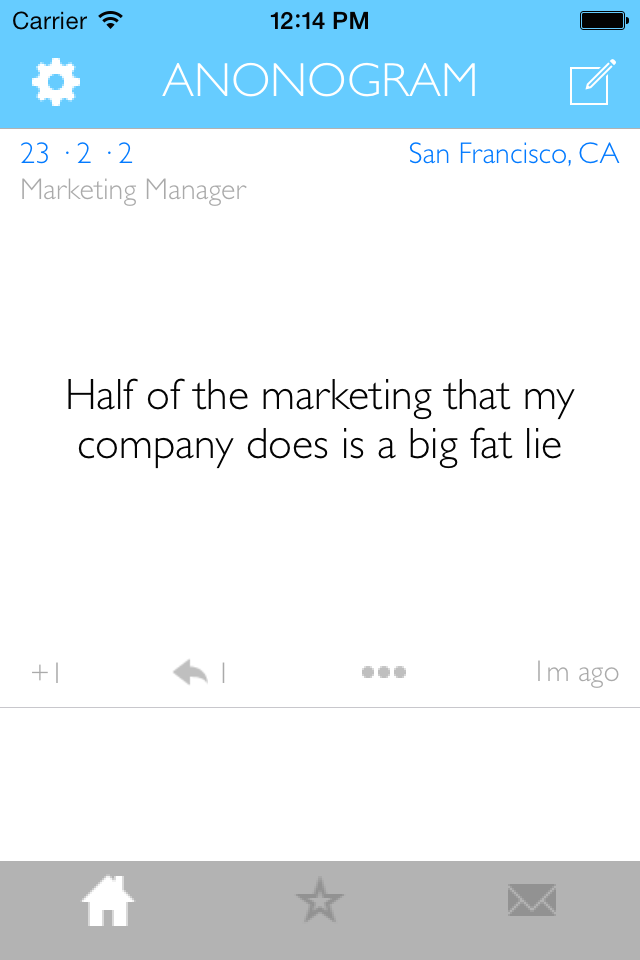 Carrier 12:14 PM
ANONOGRAM
23 · 2 · 2 San Francisco, CA
Marketing Manager
Half of the marketing that my
company does is a big fat lie
+1 1 1m ago